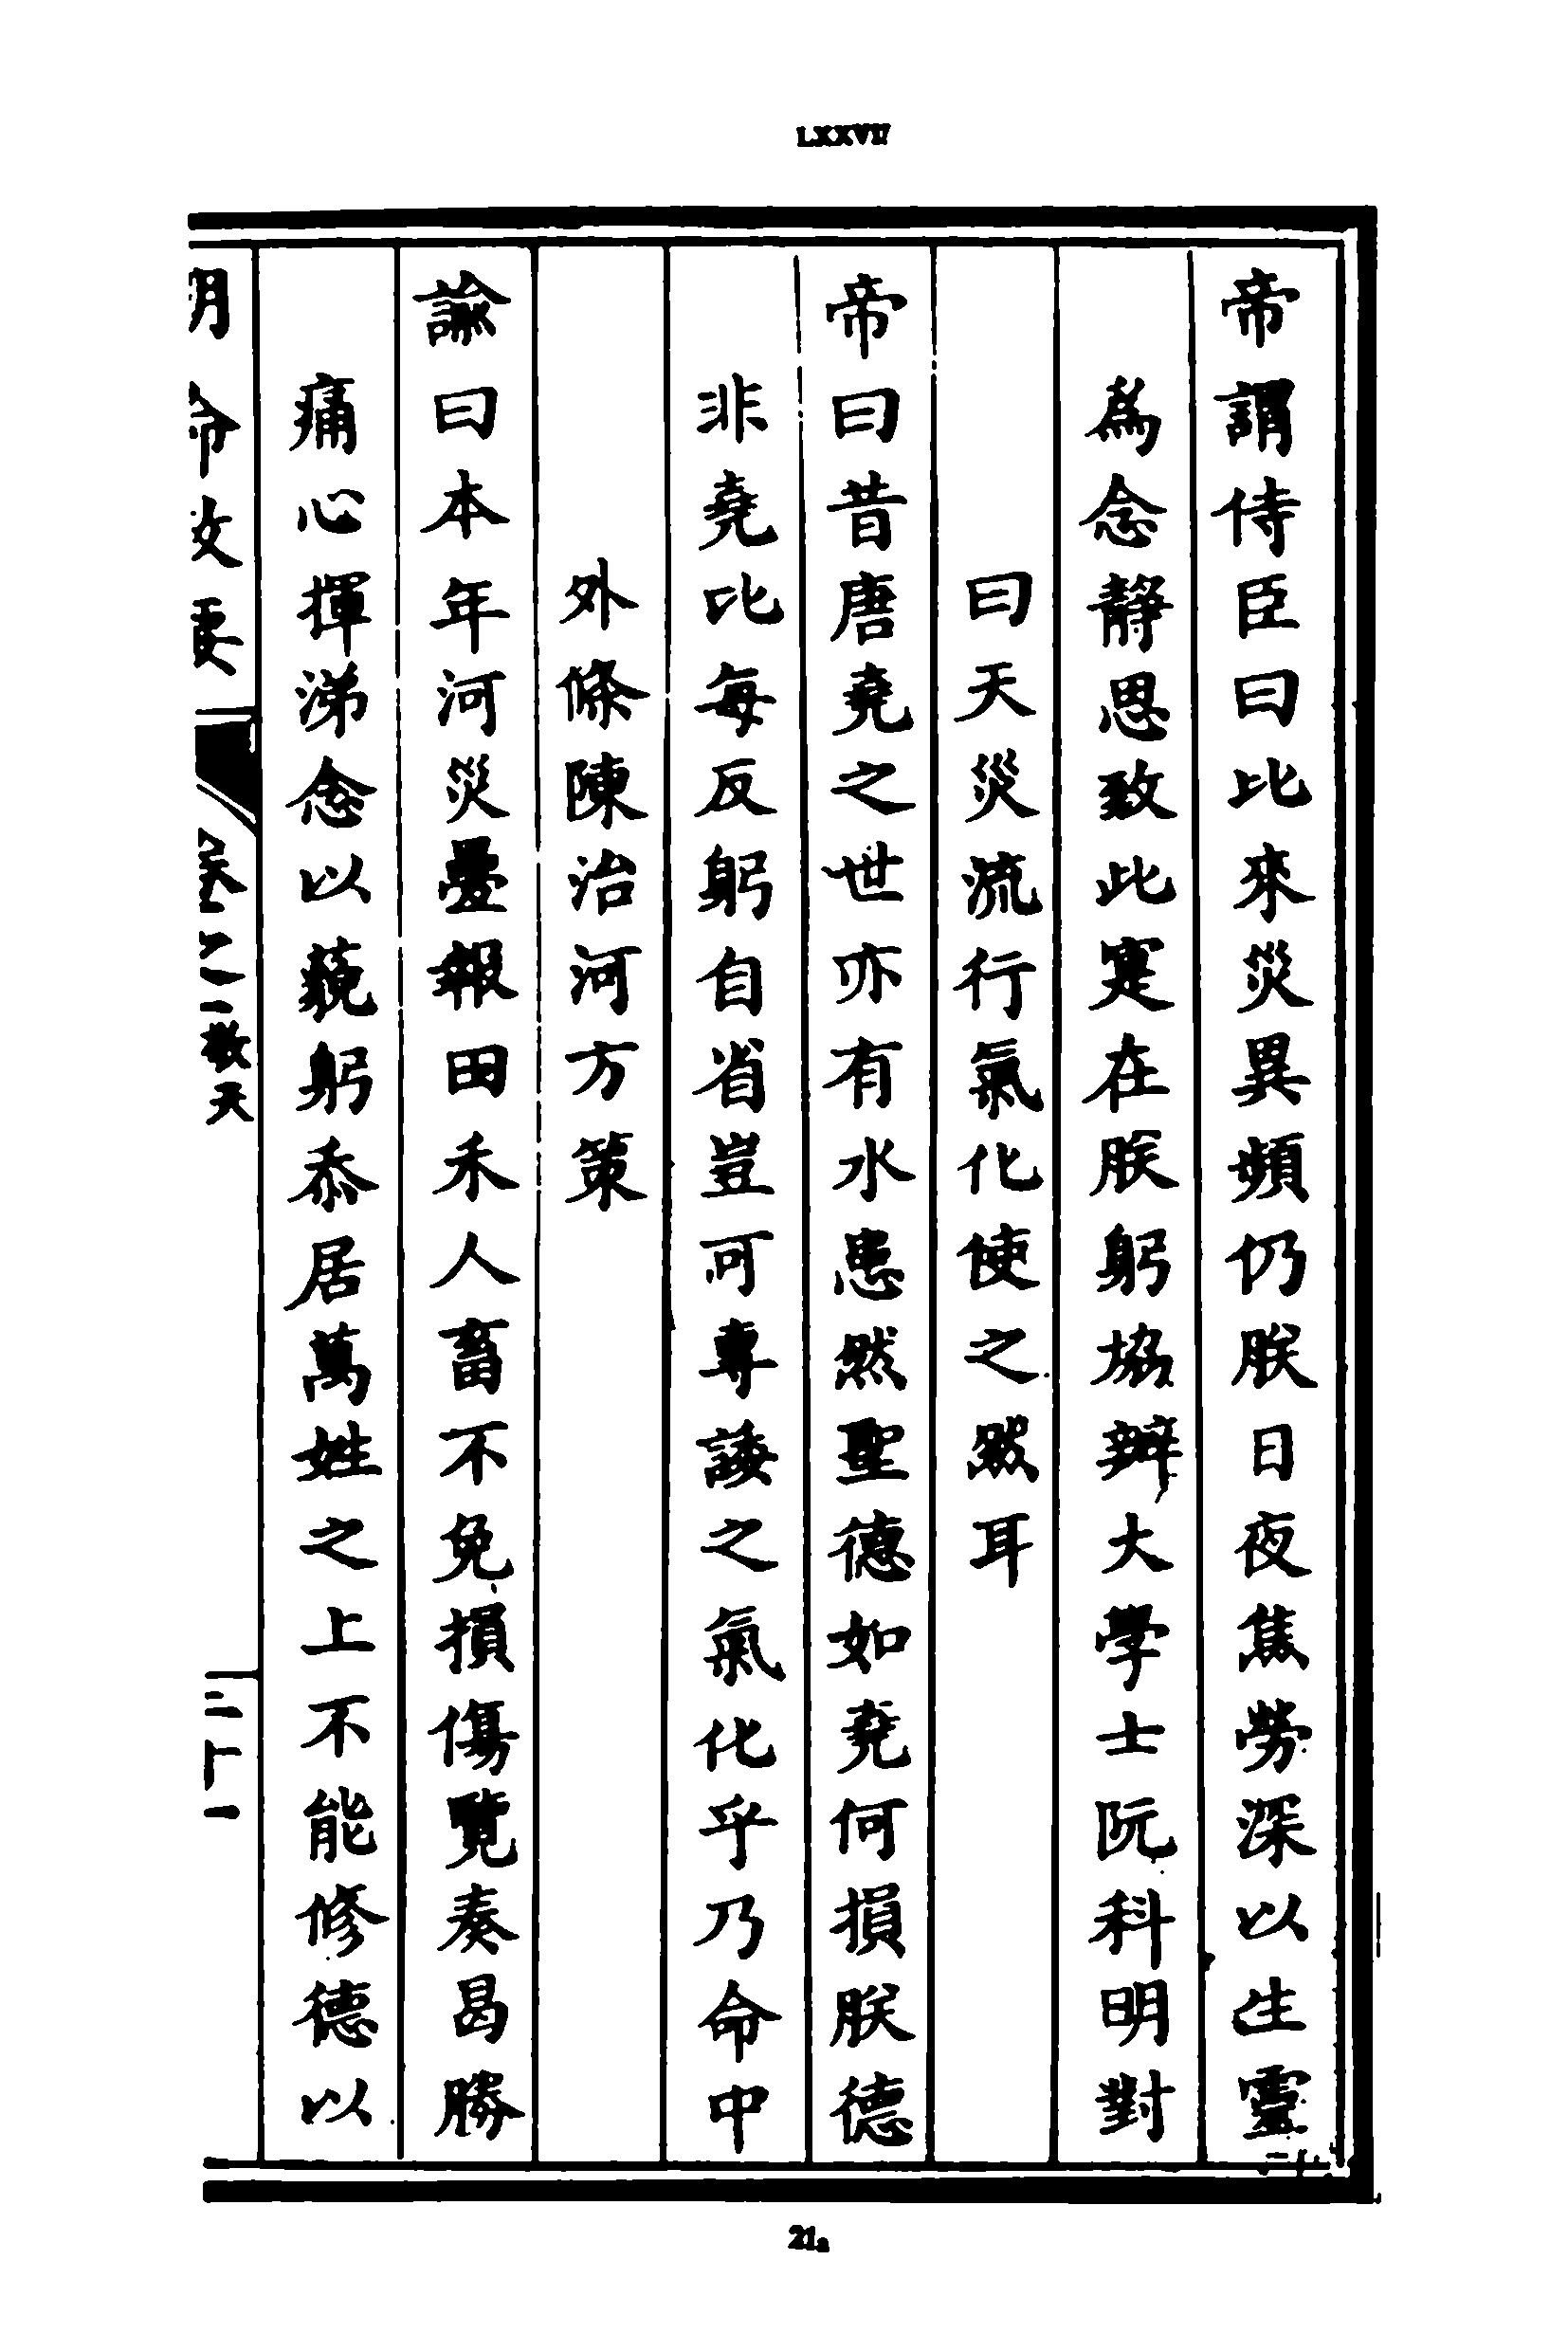 LXXVII
帝謂侍臣曰比來災異頻仍朕日夜焦勞深以生靈
為念靜思致此寔在朕躬協辦大學士阮科明對
曰天災流行氣化使之然耳
帝曰昔唐堯之世亦有水患然聖德如堯何損朕德
非堯比每反躬自省豈可專諉之氣化乎乃命中
外條陳治河方策
諭曰本年河災疊報田禾人畜不免損傷覽奏曷勝
痛心揮涕念以藐躬忝居萬姓之上不能修德以
明命政要
卷之二 敬天
二十一
21a